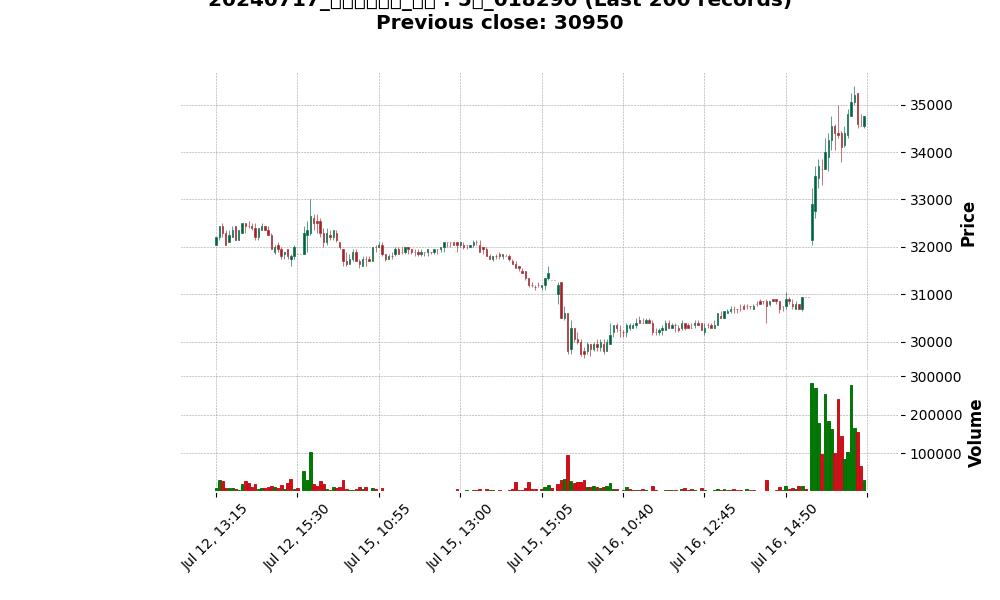 20240717_□□□□□□_□□ : 5□_018290 (Last 200 records)
Previous close: 30950
35000
34000
33000
32000
31000
30000
Price
300000
200000
100000
Volume
Jul 12, 13:15
Jul 12, 15:30
Jul 15, 10:55
Jul 15, 13:00
Jul 15, 15:05
Jul 16, 10:40
Jul 16, 12:45
Jul 16, 14:50